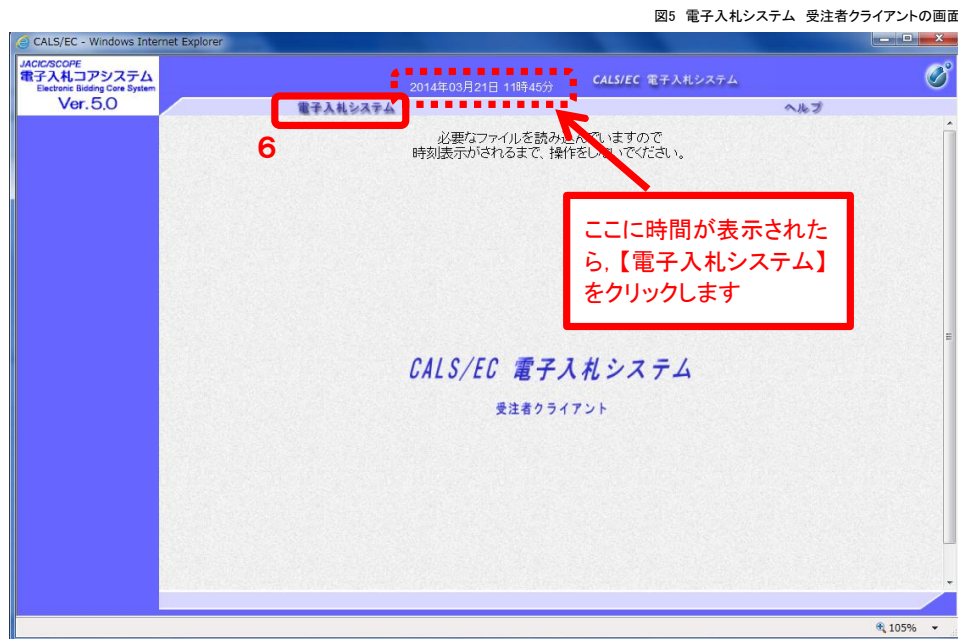 図5 電子入札システム 受注者クライアントの画面
CALS/EC - Windows Internet Explorer
JACIC/SCOPE
電子入札コアシステム
Electronic Bidding Core System
Ver.5.0
2014年03月21日 11時45分
CALS/EC 電子入札システム
電子入札システム
ヘルプ
6
必要なファイルを読み込んでいますので
時刻表示がされるまで、操作をしないでください。
ここに時間が表示された
ら,【電子入札システム】
をクリックします
CALS/EC 電子入札システム
受注者クライアント
105%